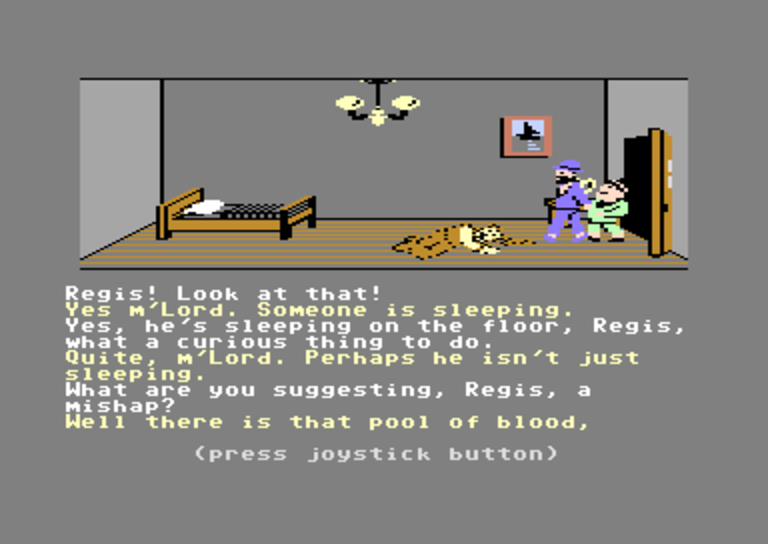 Regis! Look at that!
Yes m'Lord. Someone is sleeping.
Yes, he's sleeping on the floor, Regis,
what a curious thing to do.
Quite, m'Lord. Perhaps he isn't just
sleeping.
What are you suggesting, Regis, a
mishap?
Well there is that pool of blood,
(press joystick button)